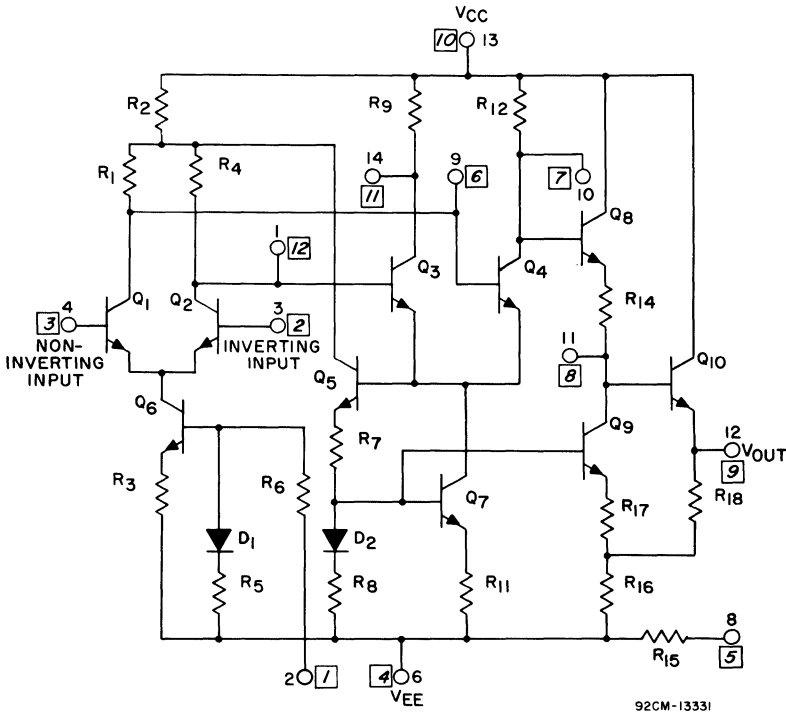 VCC
10 13
R2
R9
R12
R1
R4
14
11
9
6
7
10
Q8
1
12
Q3
Q4
Q1
Q2
R14
4
3
3
2
NON-
INVERTING
INPUT
INVERTING
INPUT
11
8
Q10
Q5
Q6
Q9
12
VOUT
9
R7
R3
R6
Q7
R17
R18
D1
D2
R5
R8
R11
R16
R15
8
5
2 1
4 6
VEE
92CM-13331